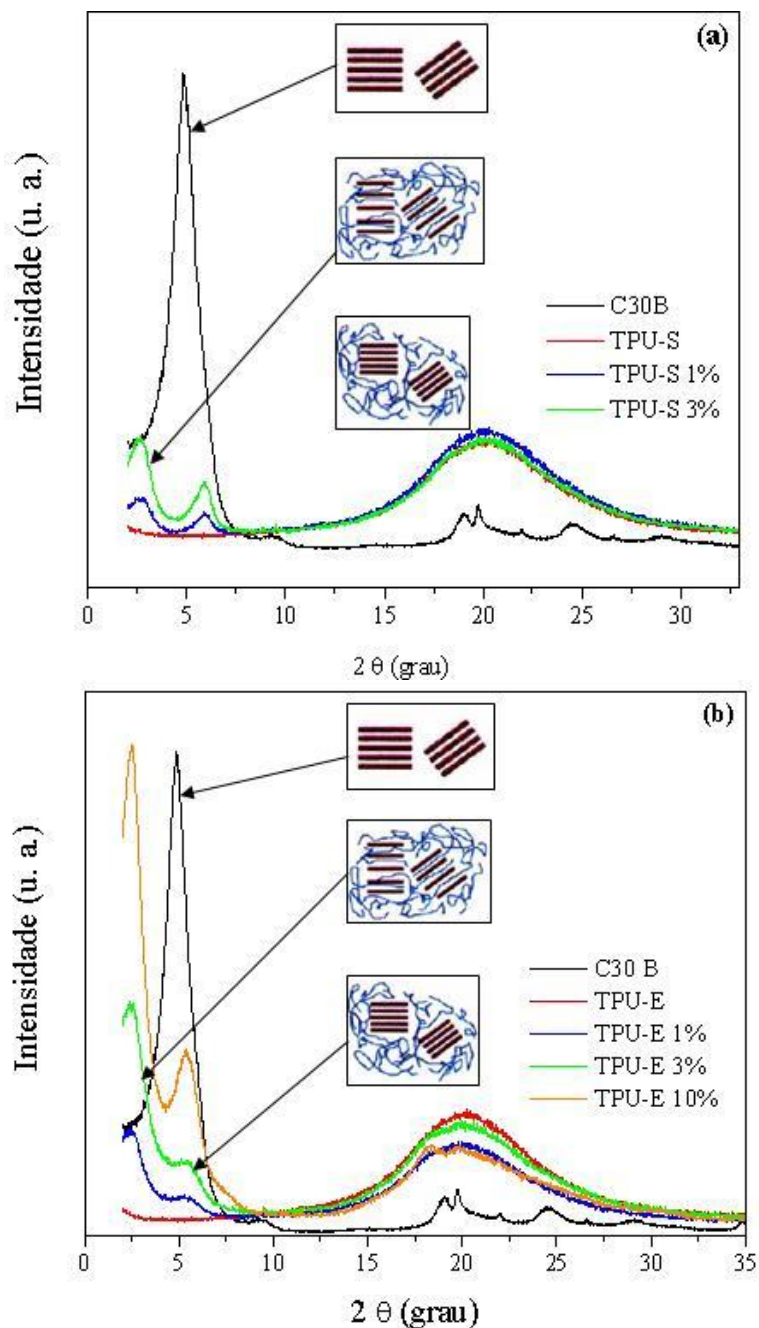 (a)
Intensidade (u. a.)
C30B
TPU-S
TPU-S 1%
TPU-S 3%
0 5 10 15 20 25 30
2 θ (grau)
(b)
Intensidade (u. a.)
C30 B
TPU-E
TPU-E 1%
TPU-E 3%
TPU-E 10%
0 5 10 15 20 25 30 35
2 θ (grau)